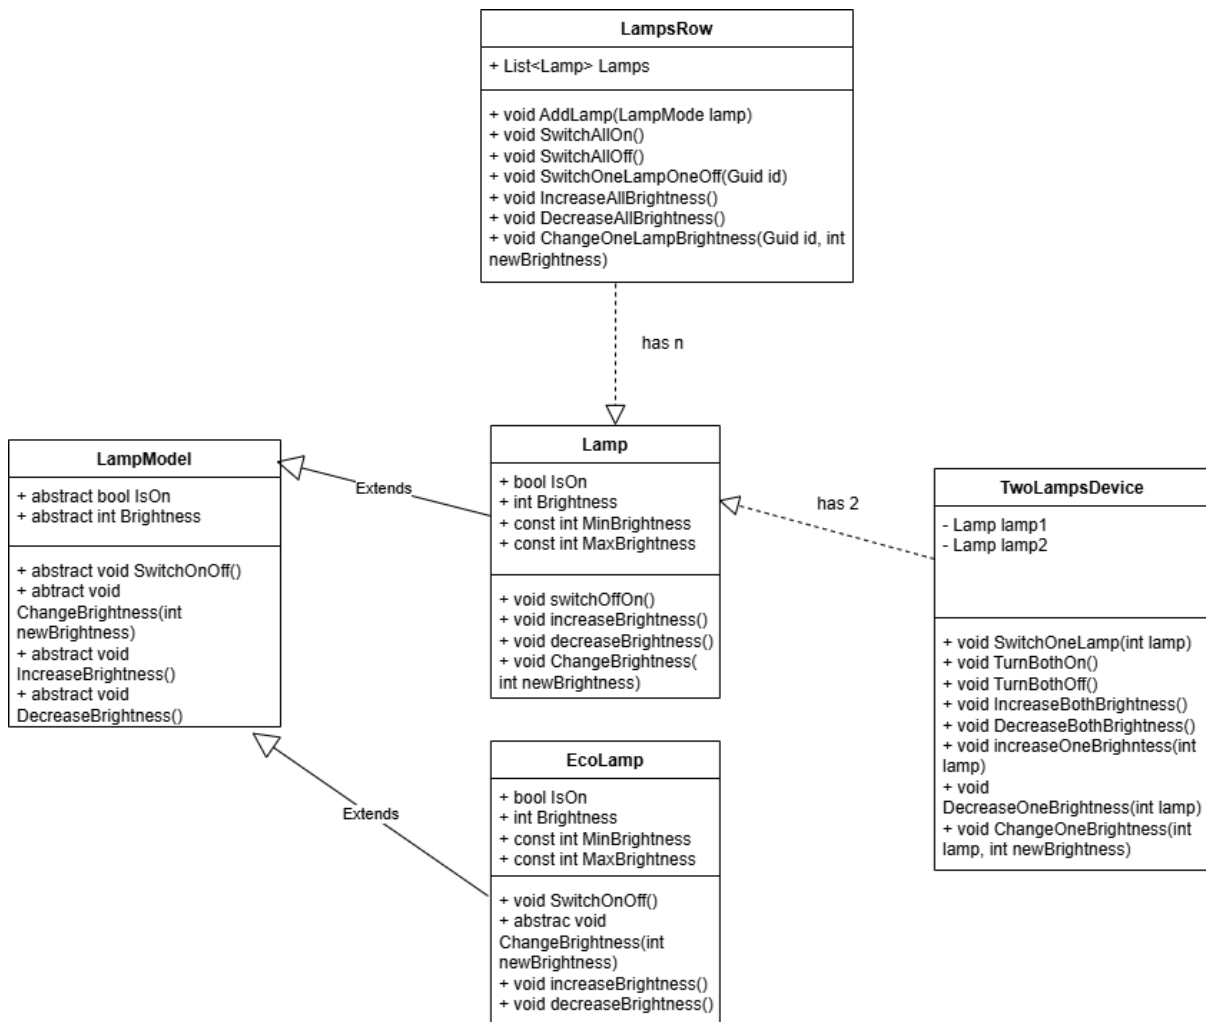 LampsRow
+ List<Lamp> Lamps
+ void AddLamp(LampMode lamp)
+ void SwitchAllOn()
+ void SwitchAllOff()
+ void SwitchOneLampOneOff(Guid id)
+ void IncreaseAllBrightness()
+ void DecreaseAllBrightness()
+ void ChangeOneLampBrightness(Guid id, int
newBrightness)
has n
LampModel
+ abstract bool IsOn
+ abstract int Brightness
+ abstract void SwitchOnOff()
+ abtract void
ChangeBrightness(int
newBrightness)
+ abstract void
IncreaseBrightness()
+ abstract void
DecreaseBrightness()
Extends
Lamp
+ bool IsOn
+ int Brightness
+ const int MinBrightness
+ const int MaxBrightness
+ void switchOffOn()
+ void increaseBrightness()
+ void decreaseBrightness()
+ void ChangeBrightness(
int newBrightness)
has 2
TwoLampsDevice
- Lamp lamp1
- Lamp lamp2
+ void SwitchOneLamp(int lamp)
+ void TurnBothOn()
+ void TurnBothOff()
+ void IncreaseBothBrightness()
+ void DecreaseBothBrightness()
+ void increaseOneBrighntess(int
lamp)
+ void
DecreaseOneBrightness(int lamp)
+ void ChangeOneBrightness(int
lamp, int newBrightness)
Extends
EcoLamp
+ bool IsOn
+ int Brightness
+ const int MinBrightness
+ const int MaxBrightness
+ void SwitchOnOff()
+ abstrac void
ChangeBrightness(int
newBrightness)
+ void increaseBrightness()
+ void decreaseBrightness()